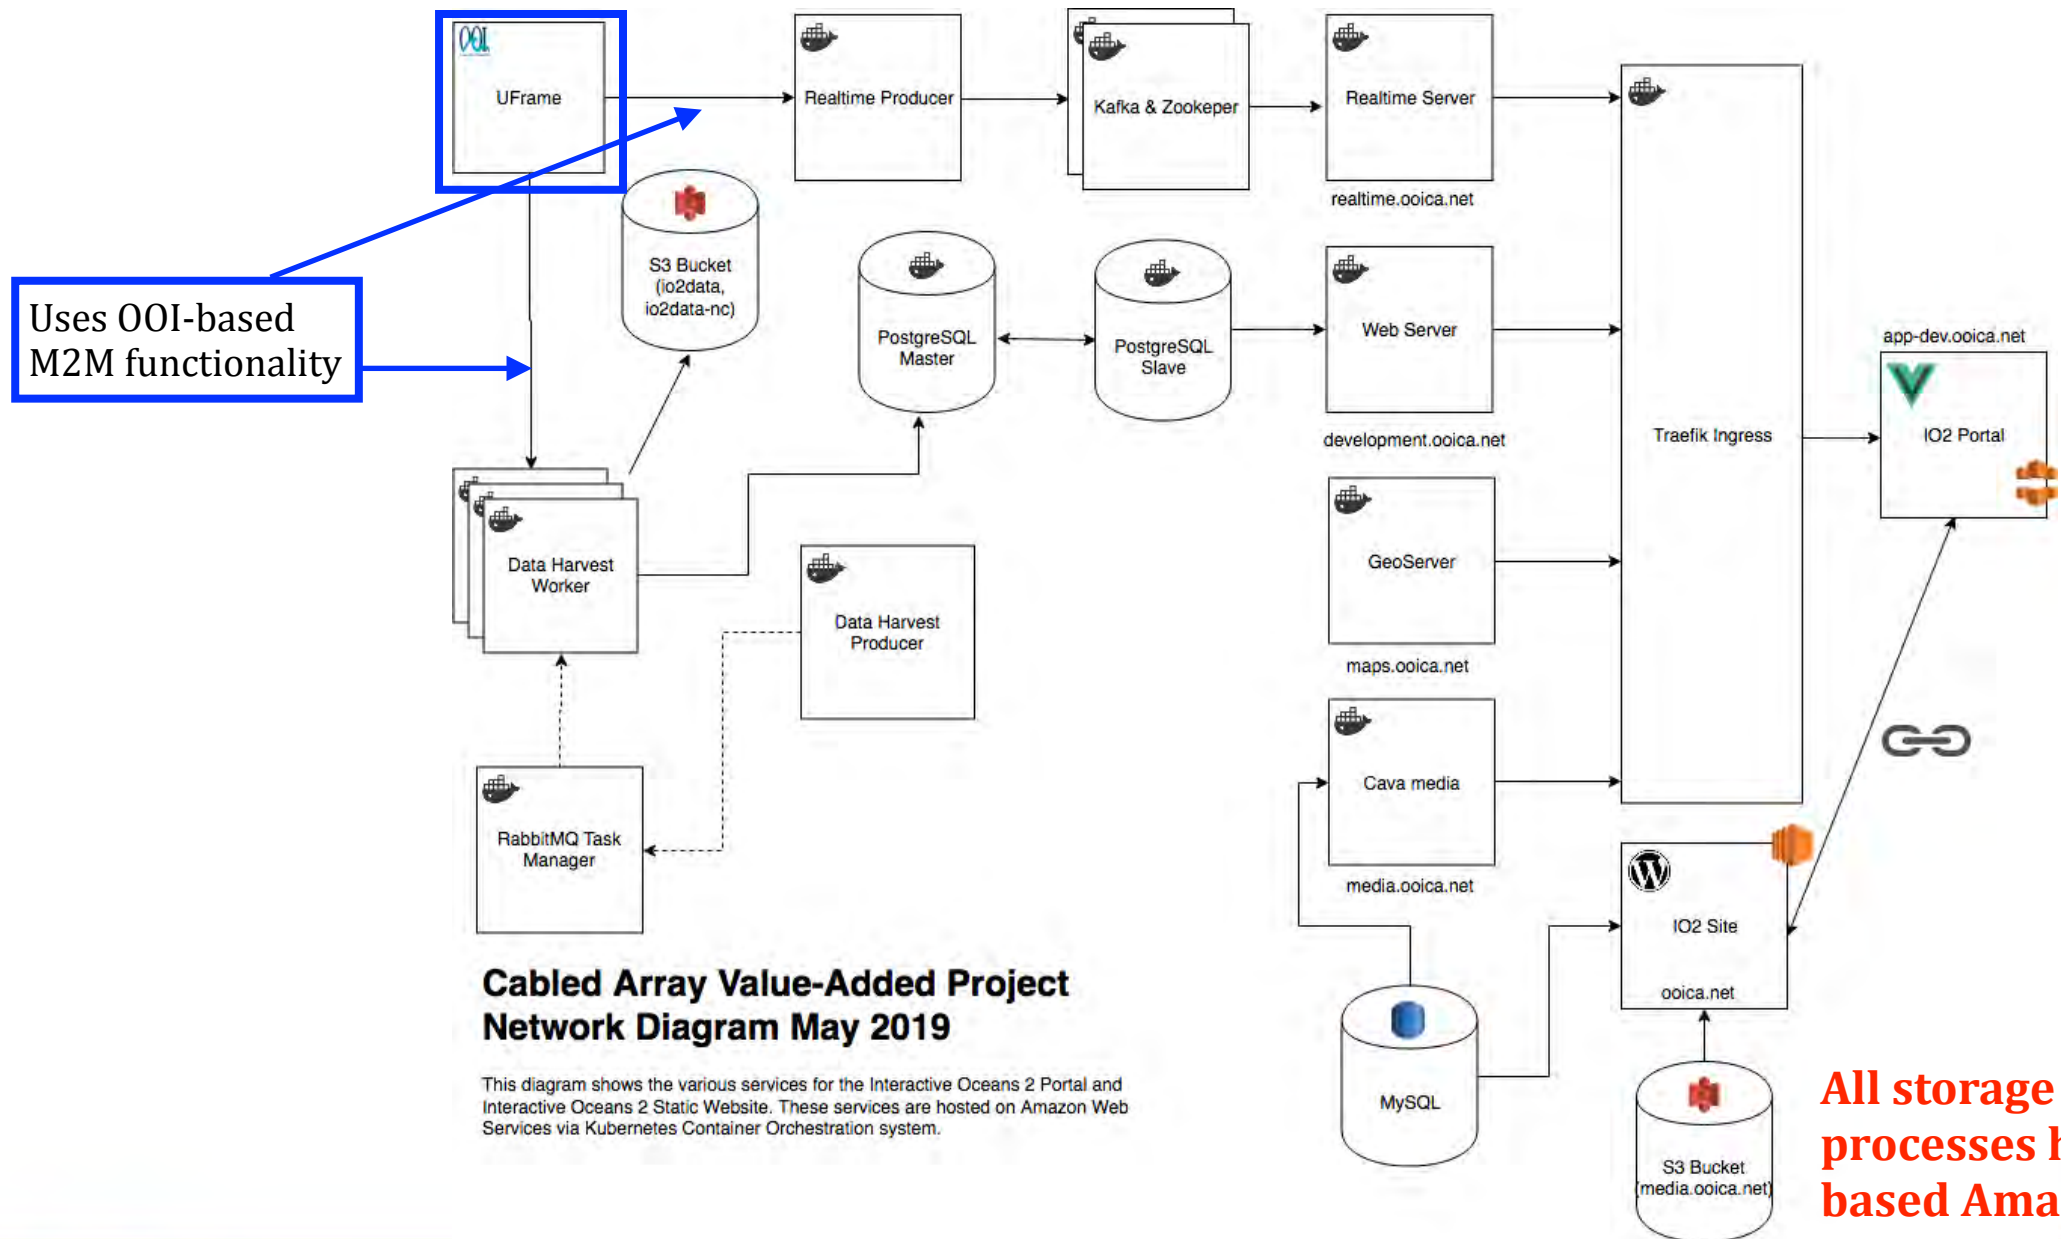 OOI
UFrame
Realtime Producer
Kafka & Zookeper
Realtime Server
realtime.ooica.net
S3 Bucket
(io2data,
io2data-nc)
Uses OOI-based
M2M functionality
PostgreSQL
Master
PostgreSQL
Slave
Web Server
development.ooica.net
Traefik Ingress
app-dev.ooica.net
IO2 Portal
Data Harvest
Worker
GeoServer
maps.ooica.net
Data Harvest
Producer
Cava media
media.ooica.net
RabbitMQ Task
Manager
IO2 Site
ooica.net
Cabled Array Value-Added Project
Network Diagram May 2019
This diagram shows the various services for the Interactive Oceans 2 Portal and
Interactive Oceans 2 Static Website. These services are hosted on Amazon Web
Services via Kubernetes Container Orchestration system.
MySQL
S3 Bucket
(media.ooica.net)
All storage
processes
based